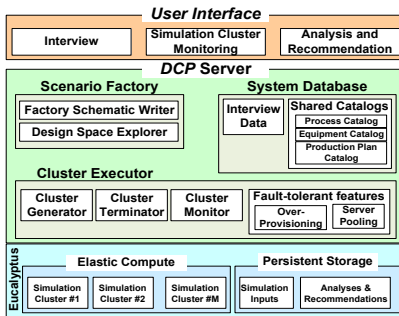 User Interface
Interview
Simulation Cluster
Monitoring
Analysis and
Recommendation
DCP Server
Scenario Factory
Factory Schematic Writer
Design Space Explorer
System Database
Interview
Data
Shared Catalogs
Process Catalog
Equipment Catalog
Production Plan
Catalog
Cluster Executor
Cluster
Generator
Cluster
Terminator
Cluster
Monitor
Fault-tolerant features
Over-
Provisioning
Server
Pooling
Eucalyptus
Elastic Compute
Simulation
Cluster #1
Simulation
Cluster #2
Simulation
Cluster #M
Persistent Storage
Simulation
Inputs
Analyses &
Recommendations